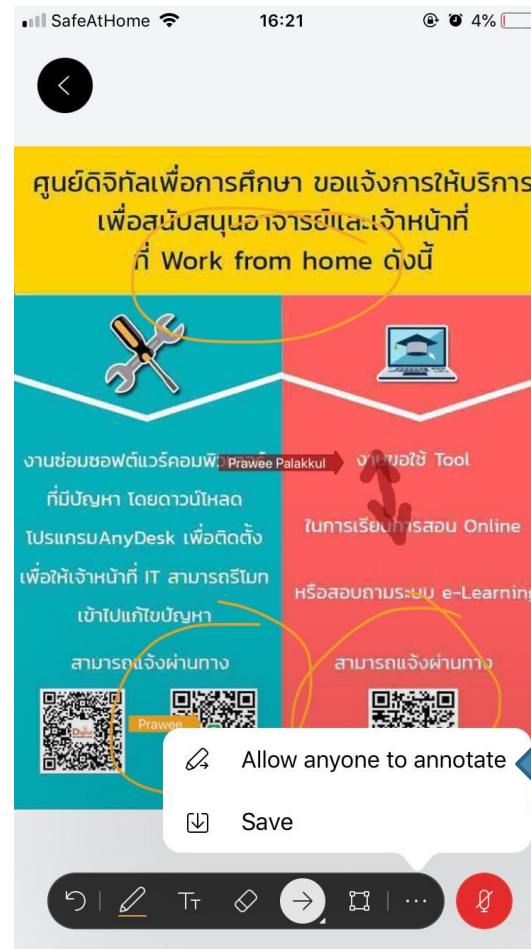 SafeAtHome 16:21 4%
ศูนย์ดิจิทัลเพื่อการศึกษา ขอแจ้งการให้บริการ
เพื่อสนับสนุนอาจารย์และเจ้าหน้าที่
ที่ Work from home ดังนี้
งานซ่อมซอฟต์แวร์คอมพิวเตอร์
ที่มีปัญหา โดยดาวน์โหลด
โปรแกรมAnyDesk เพื่อติดตั้ง
เพื่อให้เจ้าหน้าที่ IT สามารถรีโมท
เข้าไปแก้ไขปัญหา
สามารถแจ้งผ่านทาง
Prawee Palakkul
งานขอใช้ Tool
ในการเรียนการสอน Online
หรือสอบถามระบบ e-Learning
สามารถแจ้งผ่านทาง
Prawee
Allow anyone to annotate
Save
TT